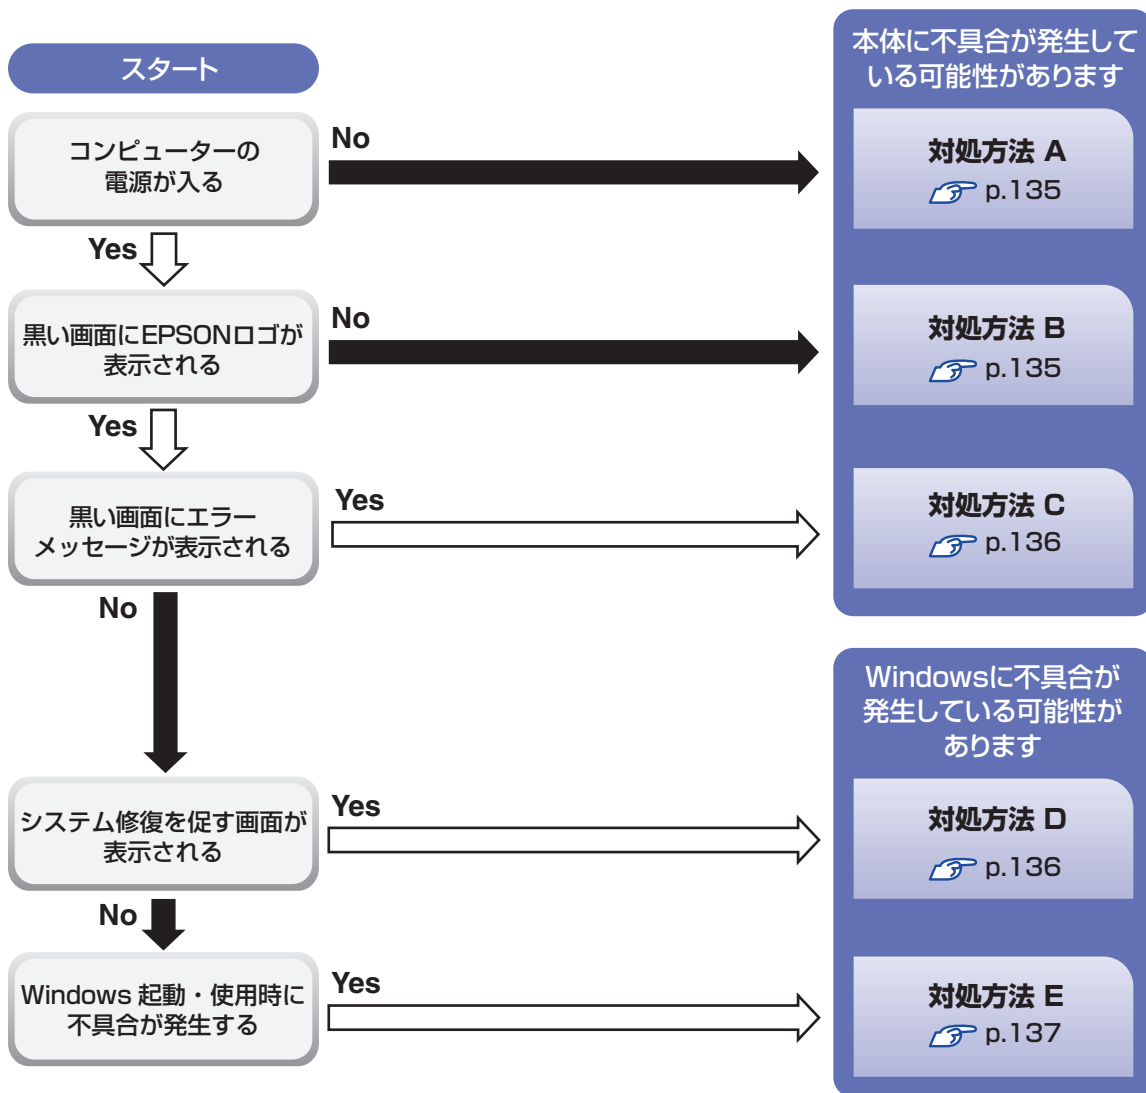 スタート
コンピューターの
電源が入る
No
Yes
黒い画面にEPSONロゴが
表示される
No
Yes
黒い画面にエラー
メッセージが表示される
Yes
No
システム修復を促す画面が
表示される
Yes
No
Windows 起動・使用時に
不具合が発生する
Yes
本体に不具合が発生して
いる可能性があります
対処方法 A
p.135
対処方法 B
p.135
対処方法 C
p.136
Windowsに不具合が
発生している可能性が
あります
対処方法 D
p.136
対処方法 E
p.137